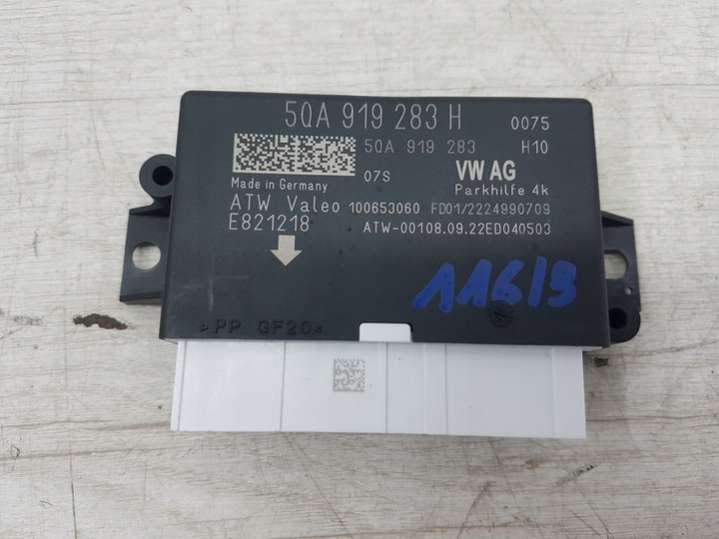 5QA 919 283 H 0075
5QA 919 283 H10
07S VW AG
Made in Germany Parkhilfe 4k
ATW Valeo 100653060 FD01/2224990709
E821218 ATW-00108.09.22ED040503
11619
>PP GF20<